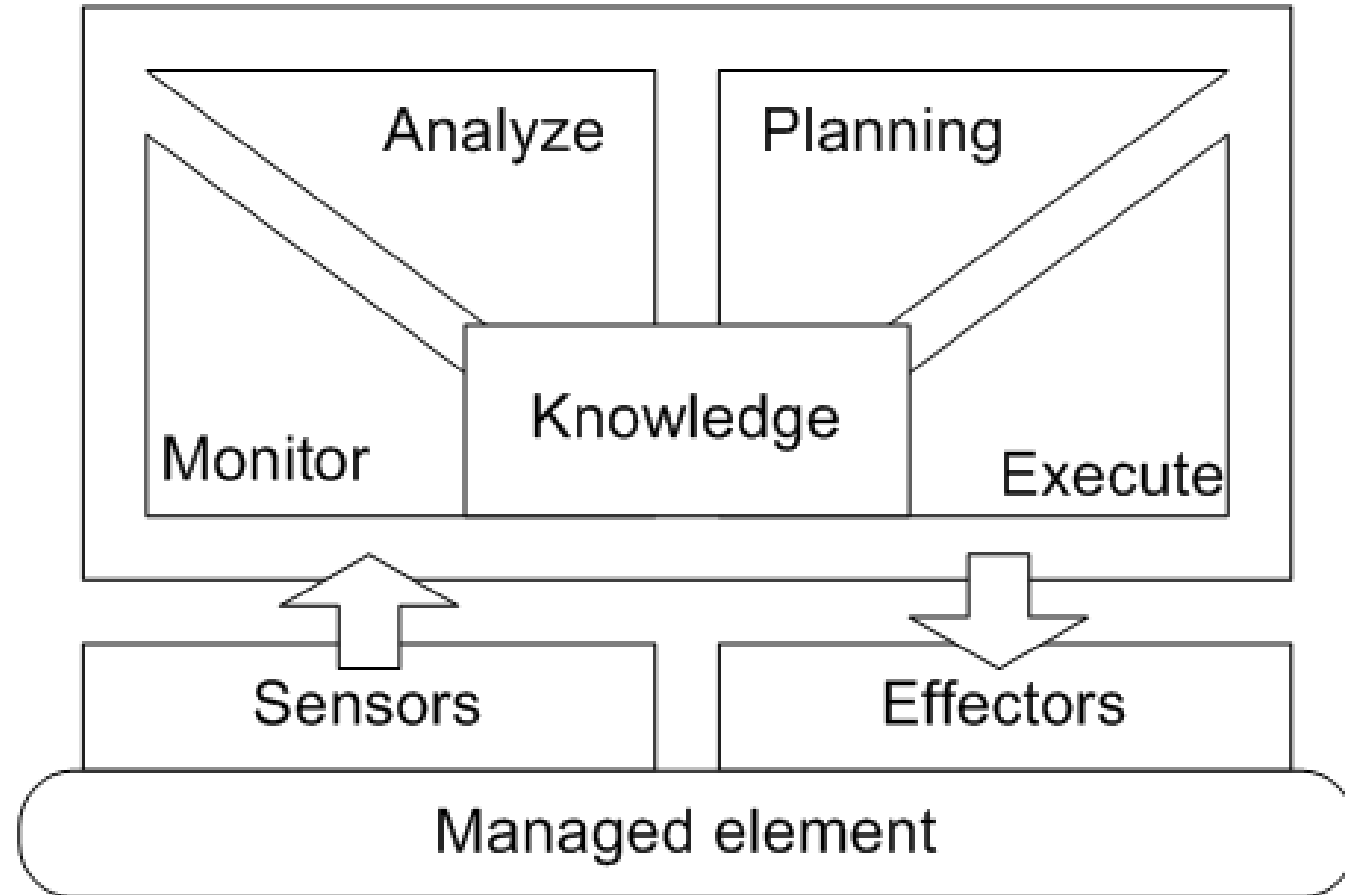 Analyze
Planning
Knowledge
Monitor
Execute
Sensors
Effectors
Managed element